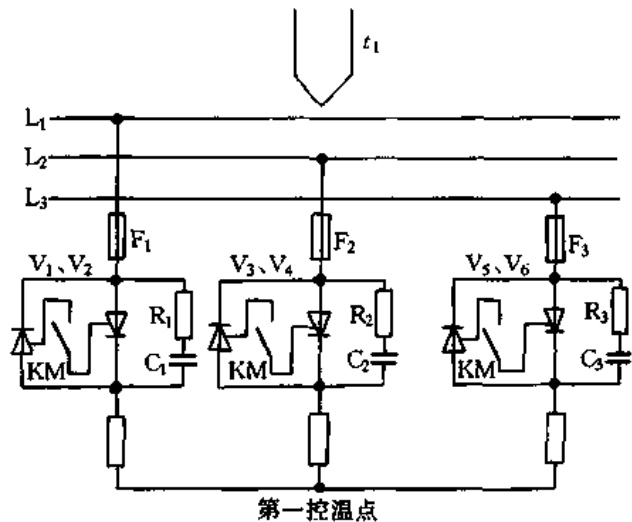 t₁
L₁
L₂
L₃
F₁
F₂
F₃
V₁、V₂
V₃、V₄
V₅、V₆
R₁
R₂
R₃
KM
C₁
KM
C₂
KM
C₃
第一控温点